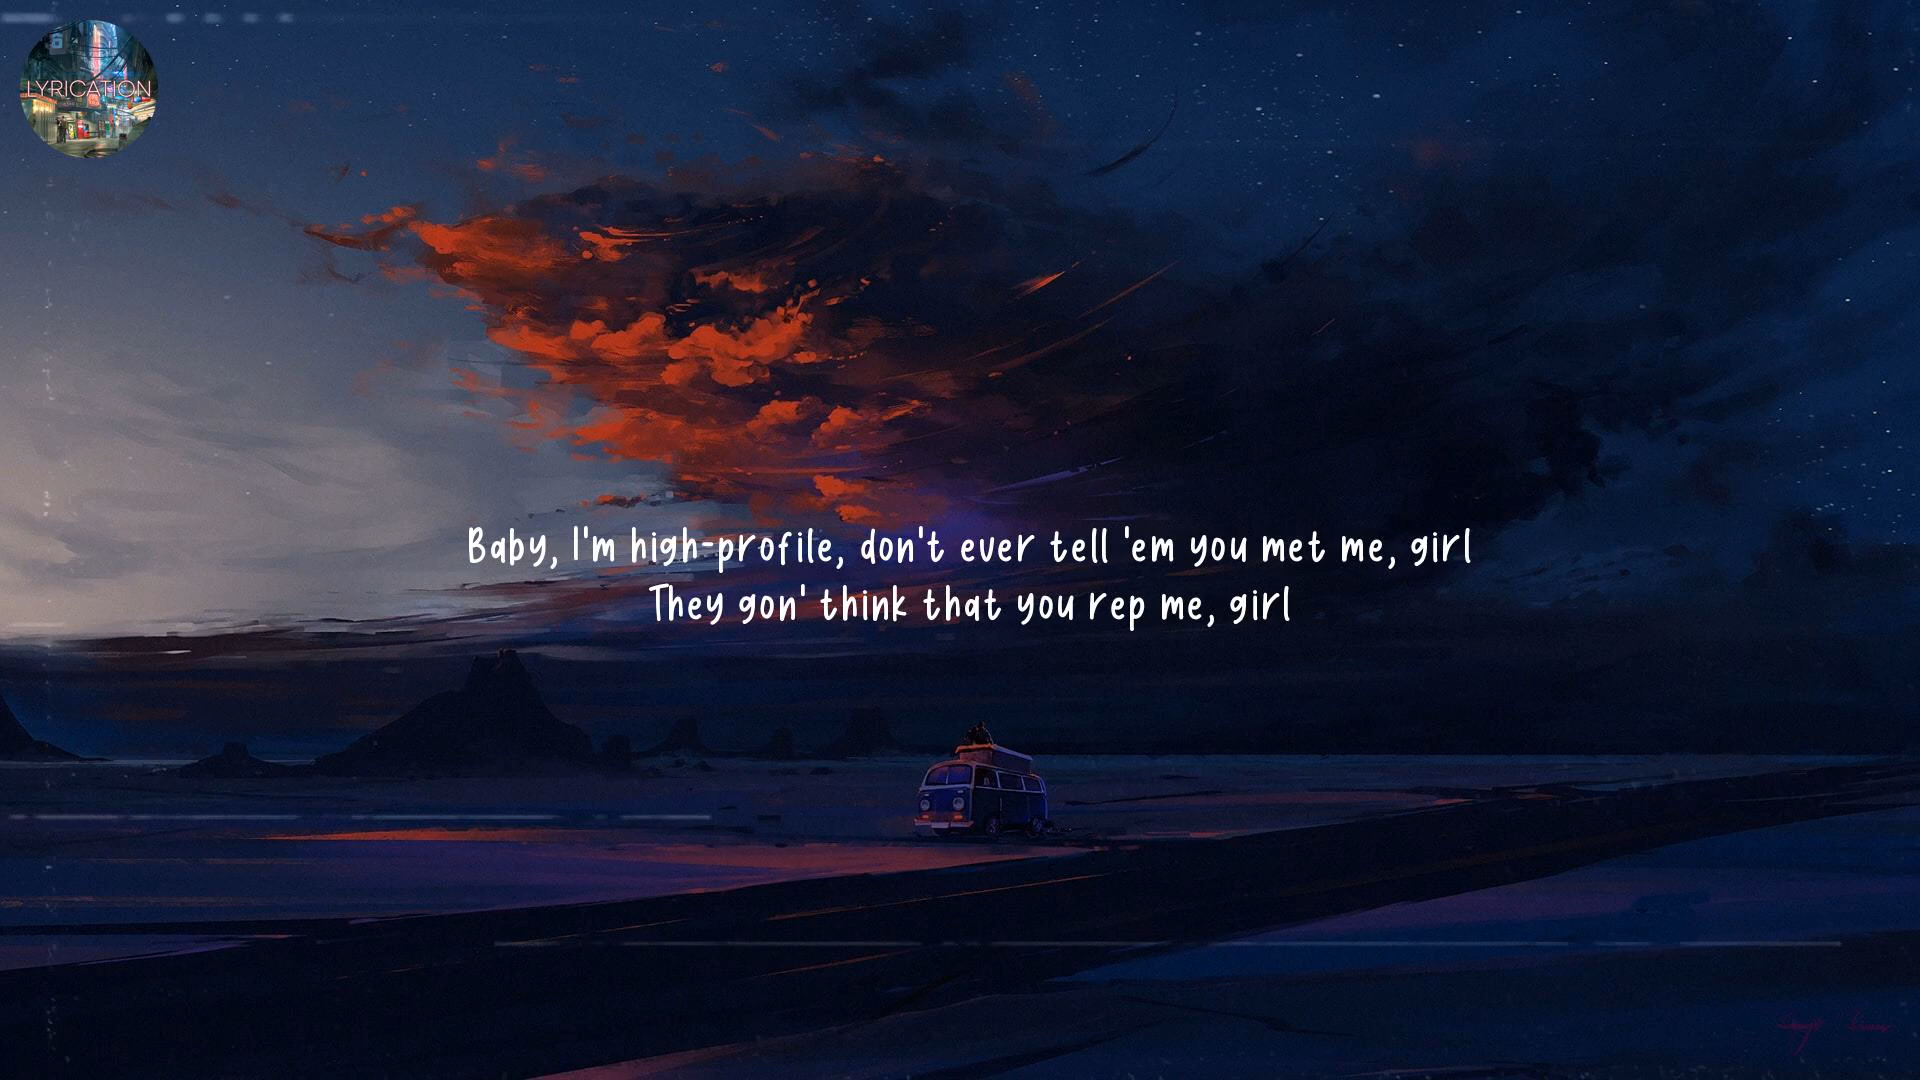 LYRICATION
Baby, I'm high-profile, don't ever tell 'em you met me, girl
They gon' think that you rep me, girl